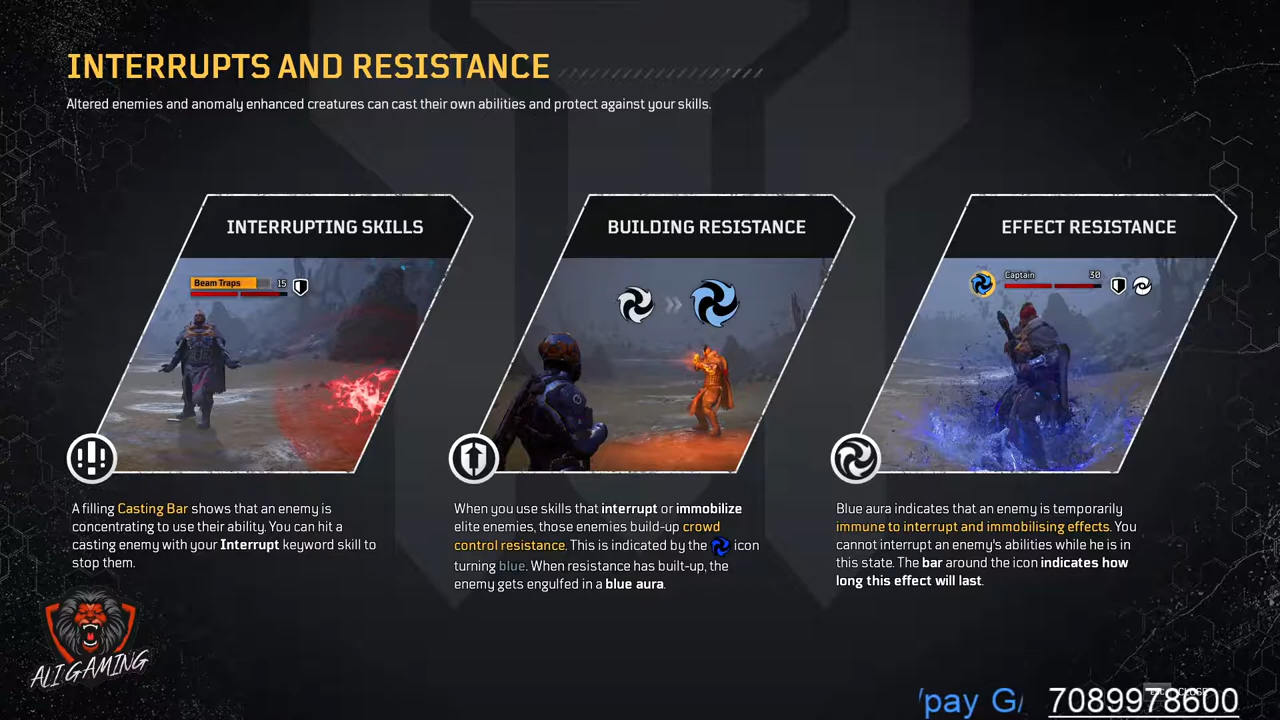 INTERRUPTS AND RESISTANCE
Altered enemies and anomaly enhanced creatures can cast their own abilities and protect against your skills.
INTERRUPTING SKILLS
Beam Traps 15
A filling Casting Bar shows that an enemy is
concentrating to use their ability. You can hit a
casting enemy with your Interrupt keyword skill to
stop them.
BUILDING RESISTANCE
When you use skills that interrupt or immobilize
elite enemies, those enemies build-up crowd
control resistance. This is indicated by the icon
turning blue. When resistance has built-up, the
enemy gets engulfed in a blue aura.
EFFECT RESISTANCE
Captain 30
Blue aura indicates that an enemy is temporarily
immune to interrupt and immobilising effects. You
cannot interrupt an enemy's abilities while he is in
this state. The bar around the icon indicates how
long this effect will last.
ALI GAMING
/pay G 7089978600